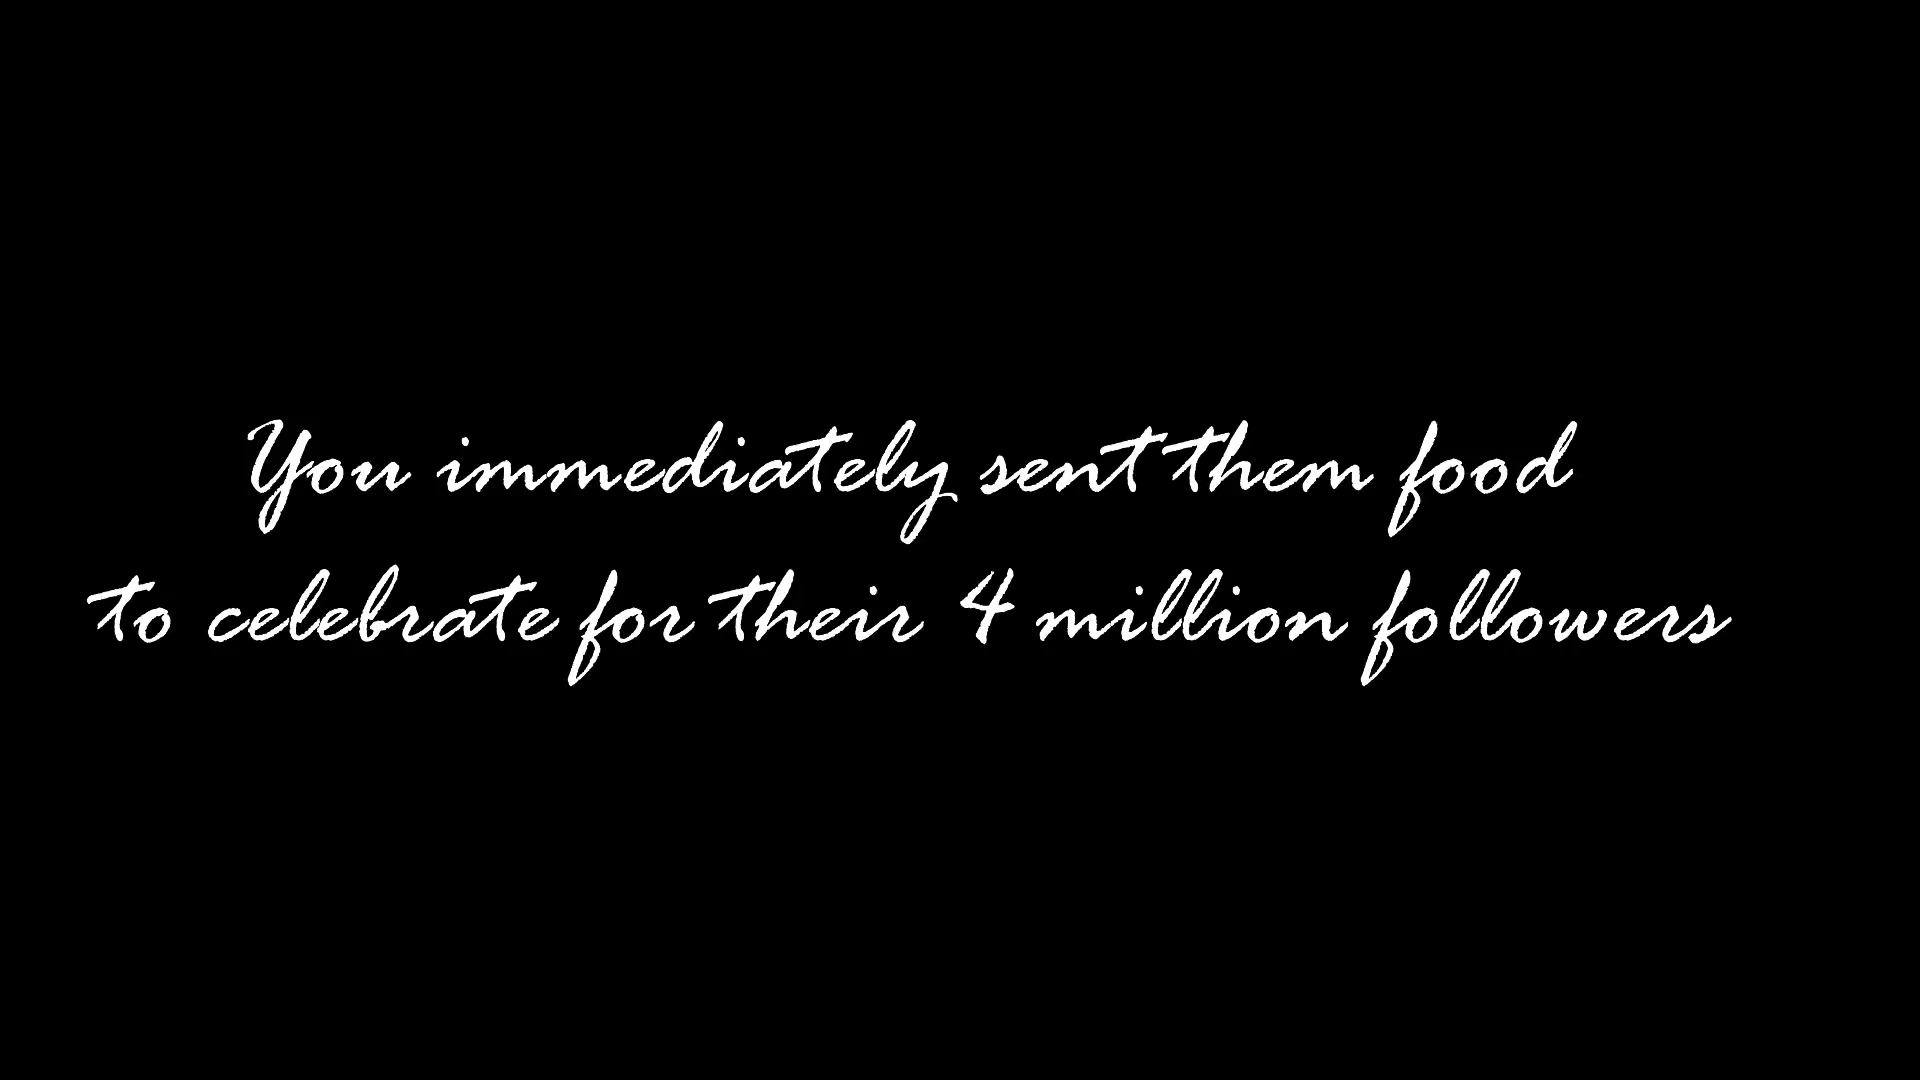 You immediately sent them food
to celebrate for their 4 million followers